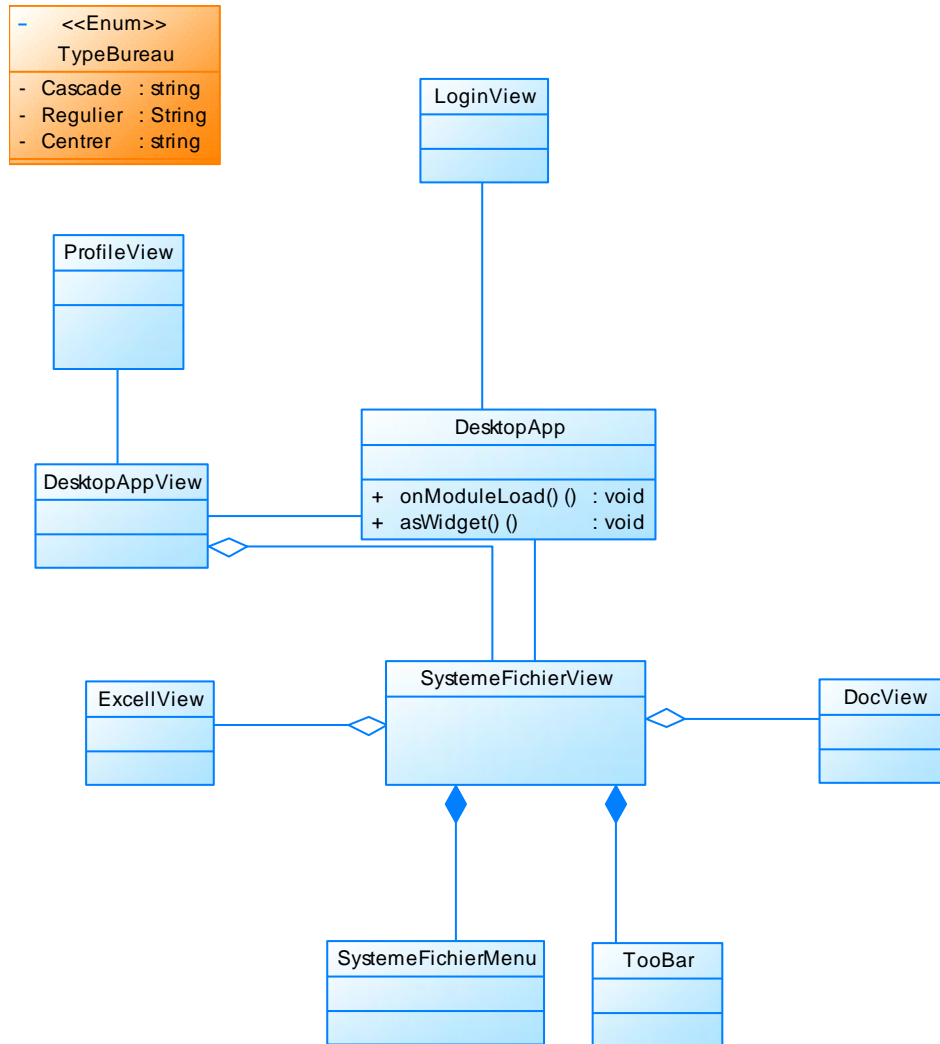 - <<Enum>>
TypeBureau
- Cascade : string
- Regulier : String
- Centrer : string
LoginView
ProfileView
DesktopApp
+ onModuleLoad() () : void
+ asWidget() () : void
DesktopAppView
SystemeFichierView
ExcellView
DocView
SystemeFichierMenu
TooBar